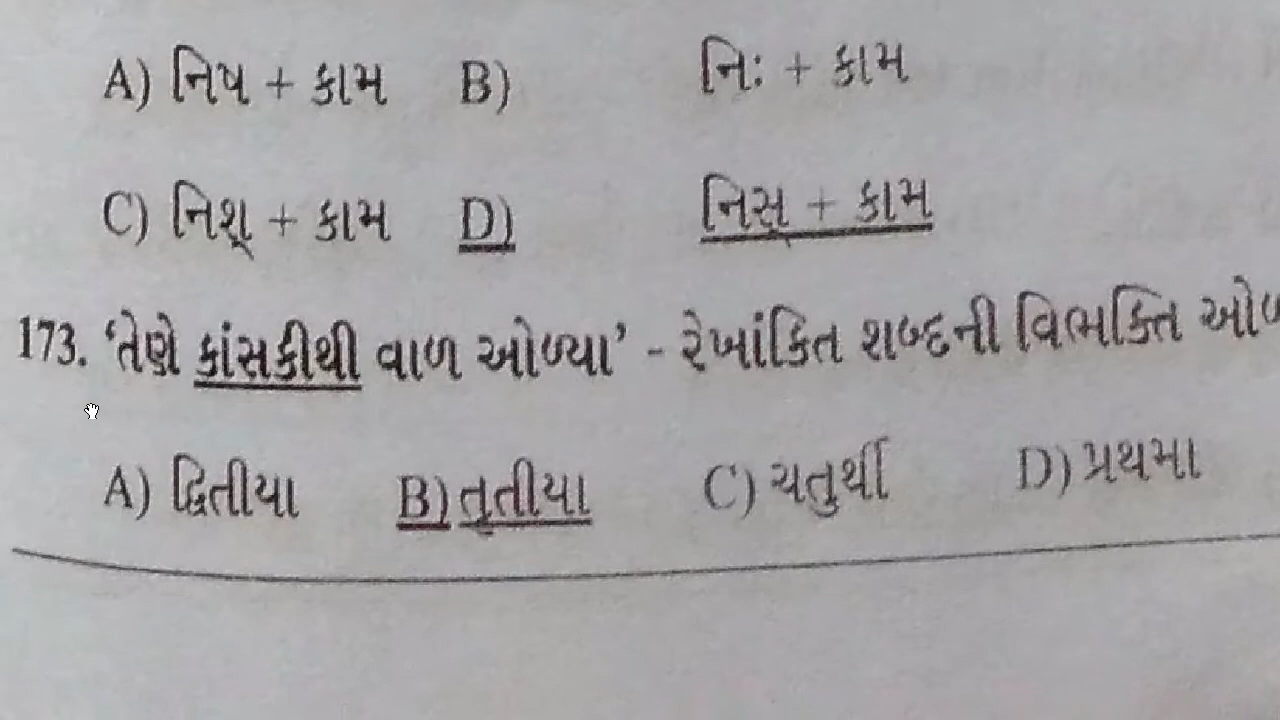 A) નિષ + કામ B) નિઃ + કામ
C) નિશ્ + કામ D) નિસ્ + કામ
173. ‘તેણે કાંસકીથી વાળ ઓળ્યા’ - રેખાંકિત શબ્દની વિભક્તિ
A) દ્વિતીયા B) તૃતીયા C) ચતુર્થી D) પ્રથમા